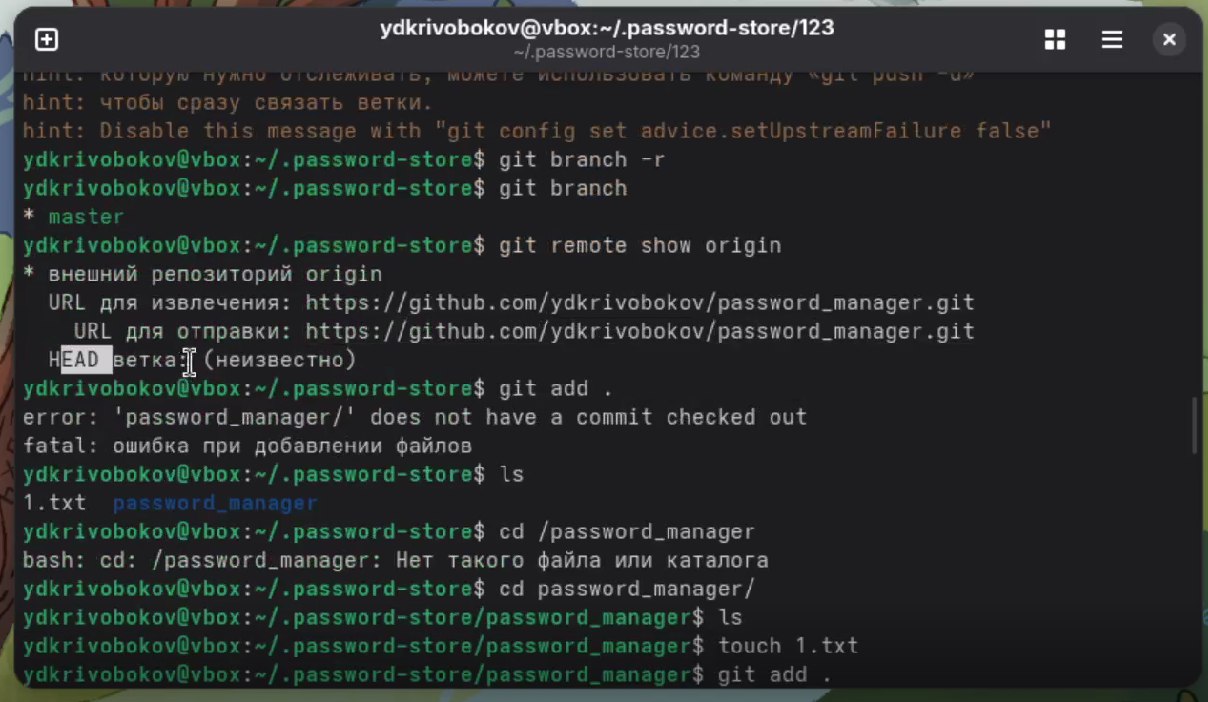 ydkrivobokov@vbox:~/.password-store/123
~/.password-store/123
hint: которую нужно отслеживать, можете использовать команду «git push -u»
hint: чтобы сразу связать ветки.
hint: Disable this message with "git config set advice.setUpstreamFailure false"
ydkrivobokov@vbox:~/.password-store$ git branch -r
ydkrivobokov@vbox:~/.password-store$ git branch
* master
ydkrivobokov@vbox:~/.password-store$ git remote show origin
* внешний репозиторий origin
URL для извлечения: https://github.com/ydkrivobokov/password_manager.git
URL для отправки: https://github.com/ydkrivobokov/password_manager.git
HEAD ветка: (неизвестно)
ydkrivobokov@vbox:~/.password-store$ git add .
error: 'password_manager/' does not have a commit checked out
fatal: ошибка при добавлении файлов
ydkrivobokov@vbox:~/.password-store$ ls
1.txt  password_manager
ydkrivobokov@vbox:~/.password-store$ cd /password_manager
bash: cd: /password_manager: Нет такого файла или каталога
ydkrivobokov@vbox:~/.password-store$ cd password_manager/
ydkrivobokov@vbox:~/.password-store/password_manager$ ls
ydkrivobokov@vbox:~/.password-store/password_manager$ touch 1.txt
ydkrivobokov@vbox:~/.password-store/password_manager$ git add .